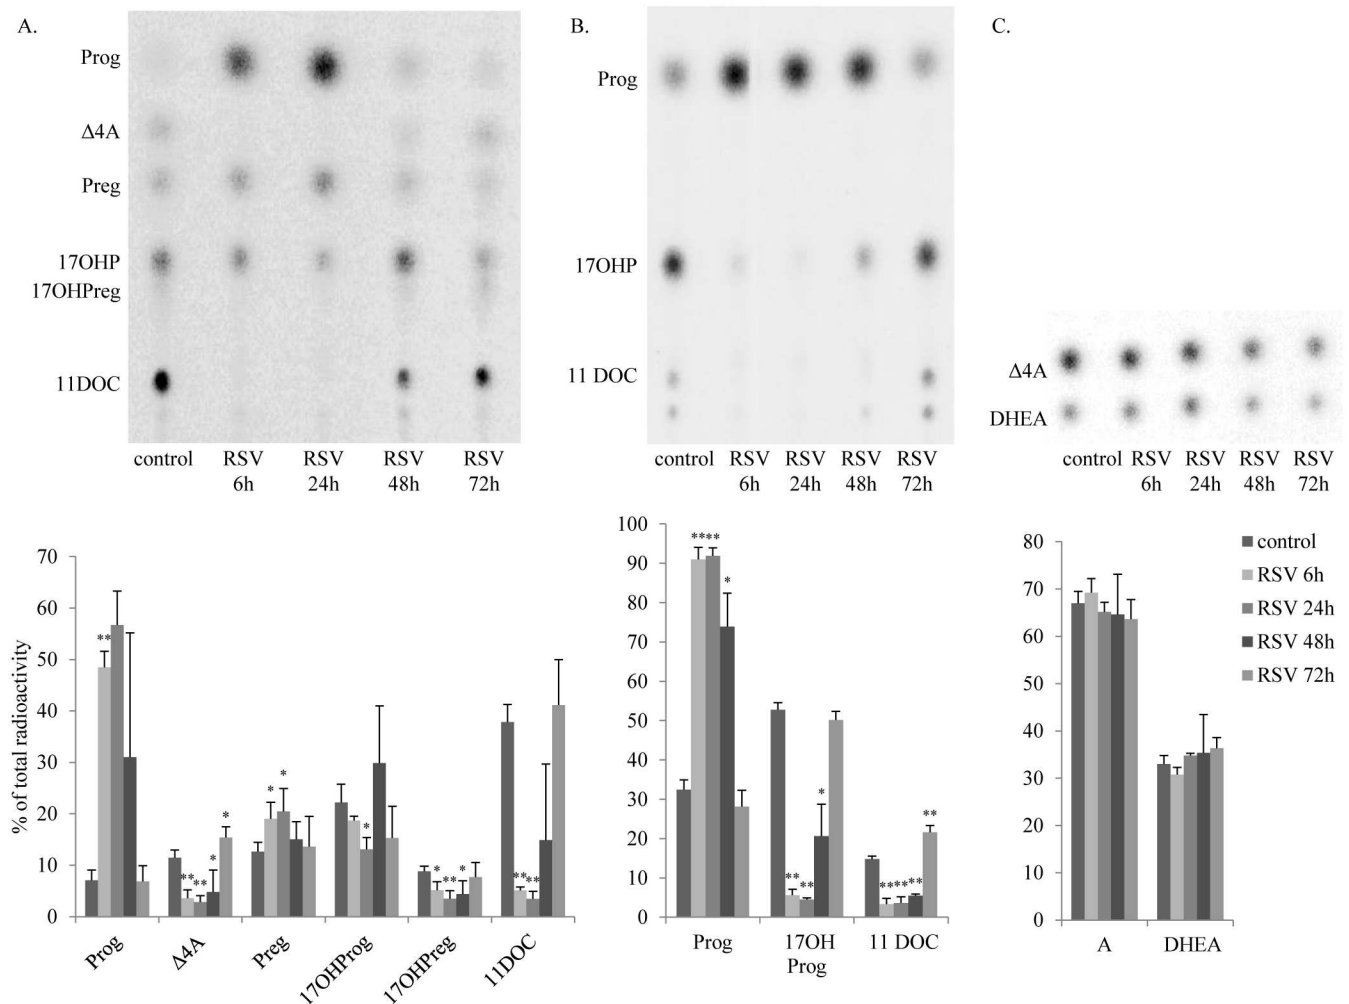 A.
Prog
Δ4A
Preg
17OHP
17OHPreg
11DOC
control RSV RSV RSV RSV
6h 24h 48h 72h
B.
Prog
17OHP
11 DOC
control RSV RSV RSV RSV
6h 24h 48h 72h
C.
Δ4A
DHEA
control RSV RSV RSV RSV
6h 24h 48h 72h
% of total radioactivity
70
60
50
40
30
20
10
0
**
** ** * *
* *
*
* ** *
** **
Prog Δ4A Preg 17OHProg 17OHPreg 11DOC
100
90
80
70
60
50
40
30
20
10
0
** ** *
** ** *
** ** ** **
Prog 17OH 11 DOC
Prog
80
70
60
50
40
30
20
10
0
A DHEA
control
RSV 6h
RSV 24h
RSV 48h
RSV 72h